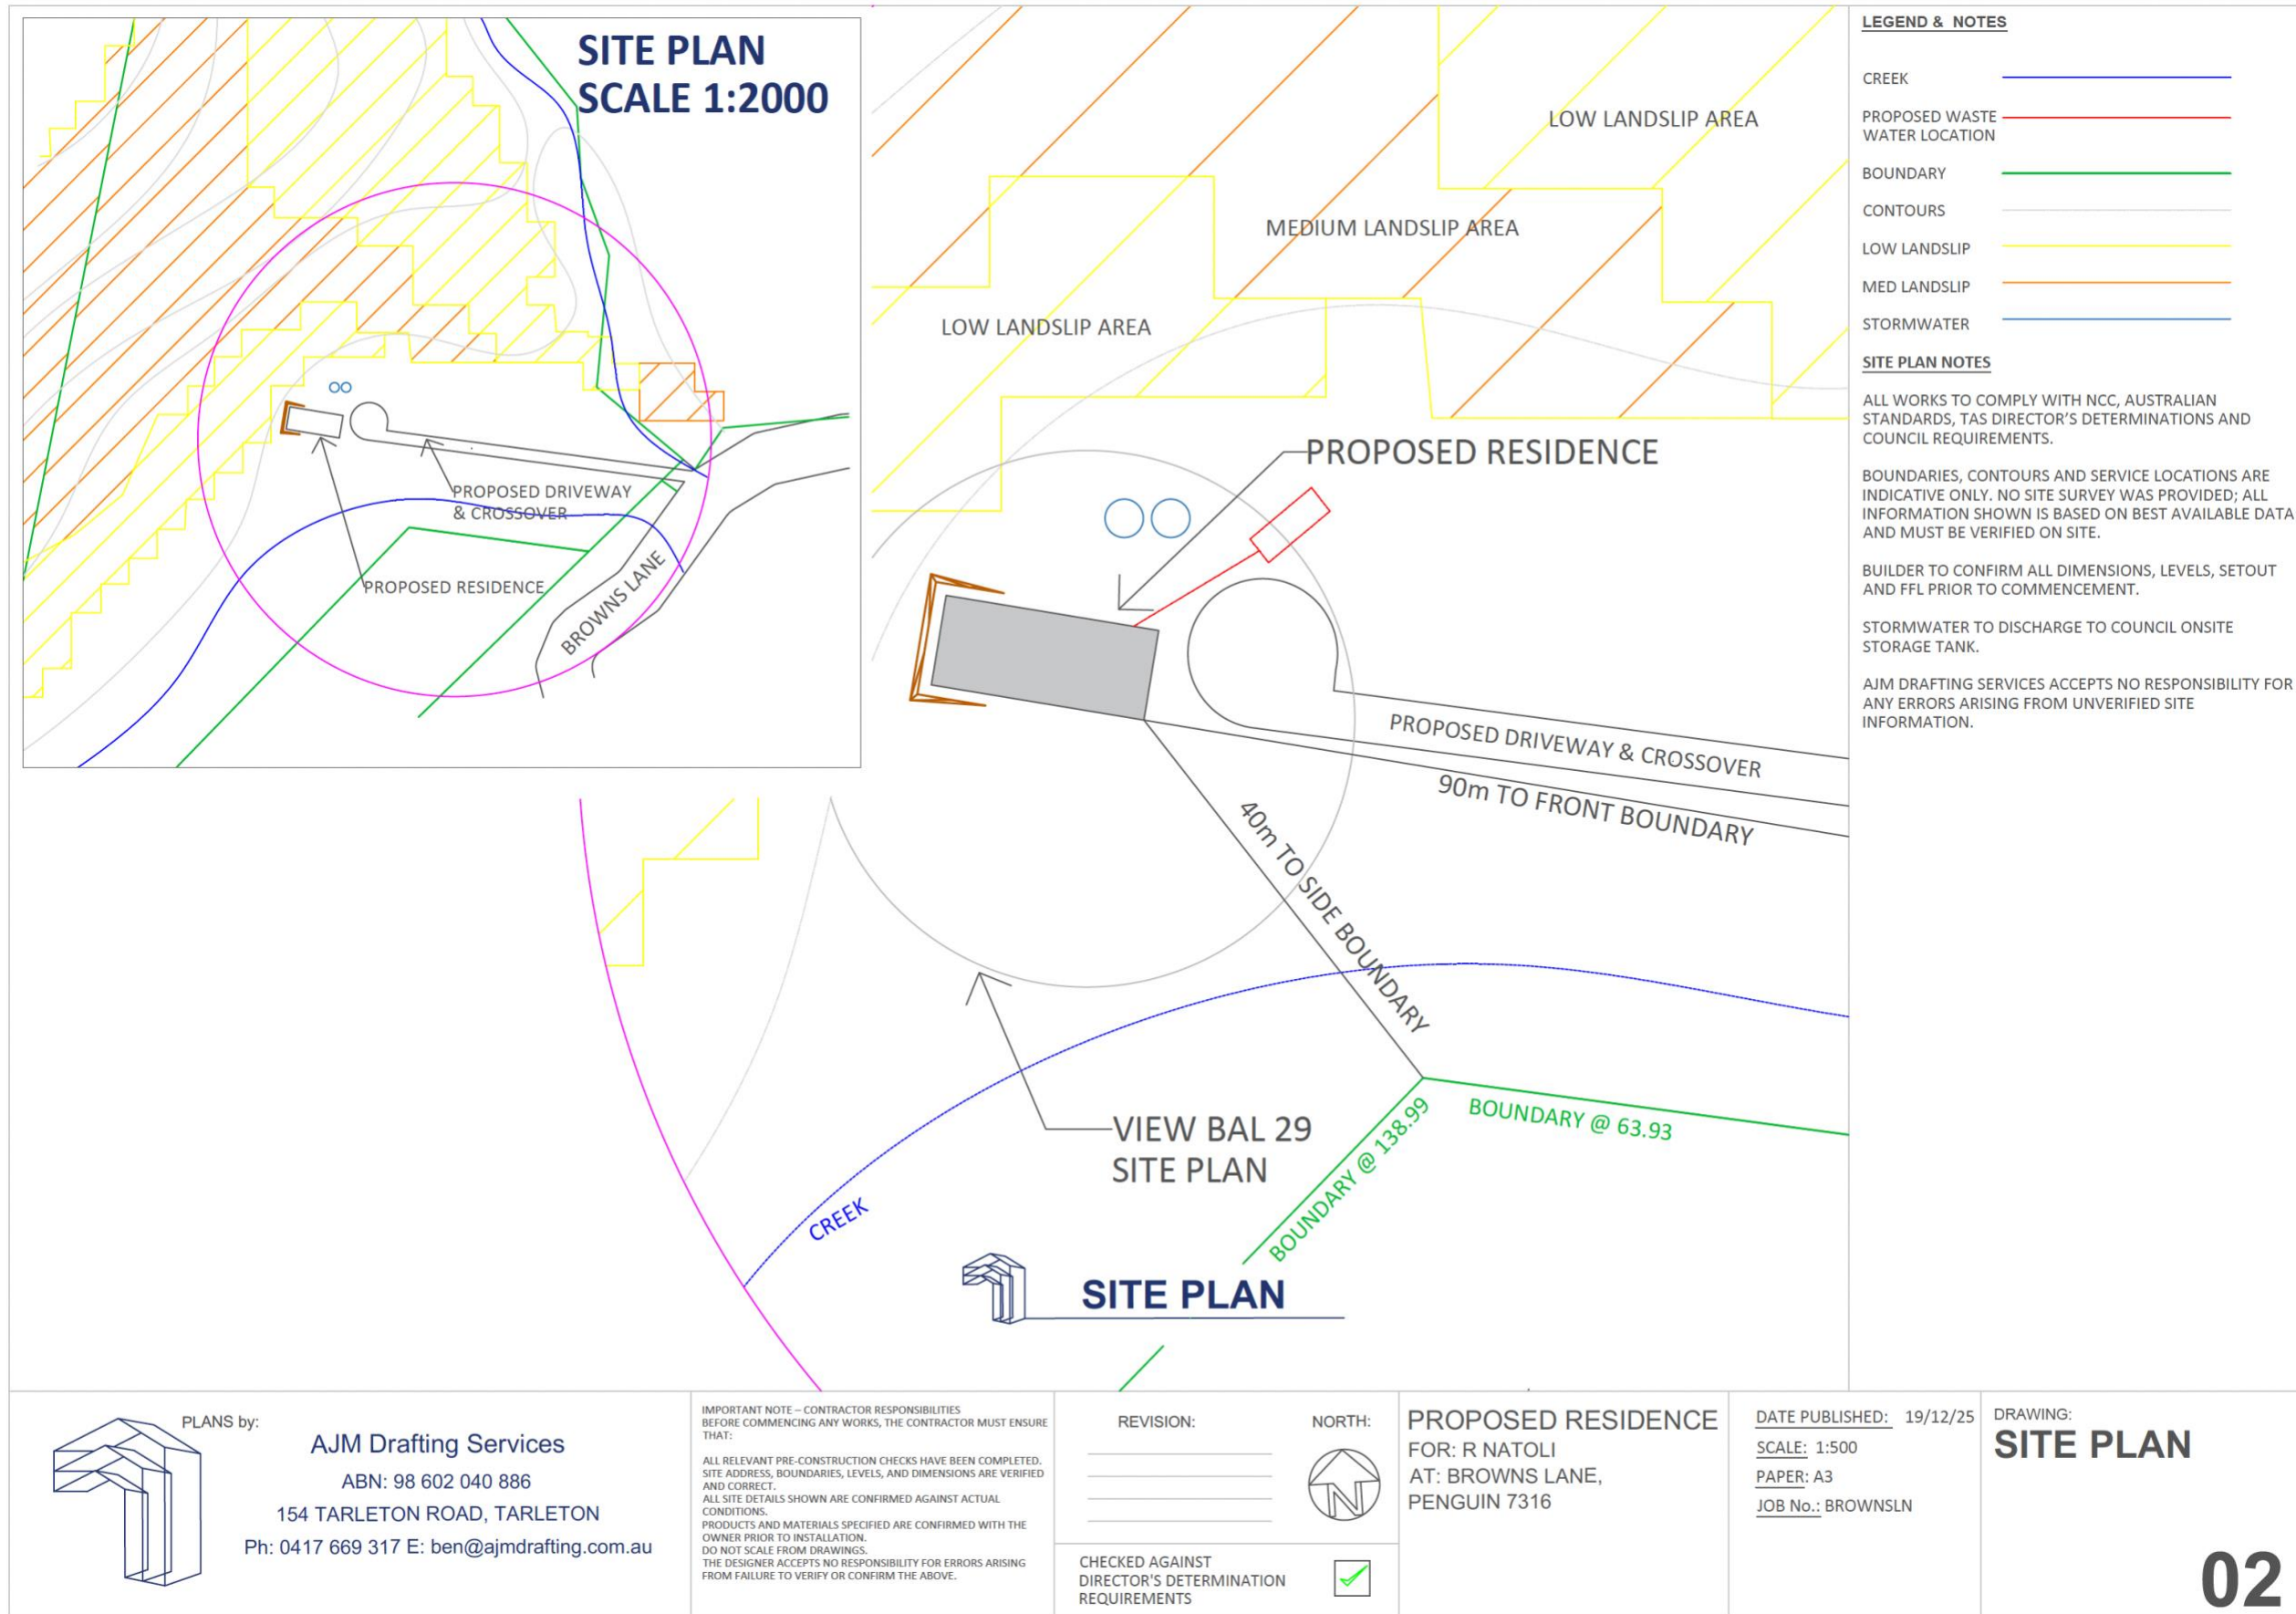 SITE PLAN
SCALE 1:2000
PROPOSED DRIVEWAY
& CROSSOVER
PROPOSED RESIDENCE
BROWNS LANE
LOW LANDSLIP AREA
MEDIUM LANDSLIP AREA
LOW LANDSLIP AREA
PROPOSED RESIDENCE
PROPOSED DRIVEWAY & CROSSOVER
90m TO FRONT BOUNDARY
40m TO SIDE BOUNDARY
VIEW BAL 29
SITE PLAN
BOUNDARY @ 63.93
BOUNDARY @ 138.99
CREEK
SITE PLAN
LEGEND & NOTES
CREEK
PROPOSED WASTE
WATER LOCATION
BOUNDARY
CONTOURS
LOW LANDSLIP
MED LANDSLIP
STORMWATER
SITE PLAN NOTES
ALL WORKS TO COMPLY WITH NCC, AUSTRALIAN
STANDARDS, TAS DIRECTOR'S DETERMINATIONS AND
COUNCIL REQUIREMENTS.
BOUNDARIES, CONTOURS AND SERVICE LOCATIONS ARE
INDICATIVE ONLY. NO SITE SURVEY WAS PROVIDED; ALL
INFORMATION SHOWN IS BASED ON BEST AVAILABLE DATA
AND MUST BE VERIFIED ON SITE.
BUILDER TO CONFIRM ALL DIMENSIONS, LEVELS, SETOUT
AND FFL PRIOR TO COMMENCEMENT.
STORMWATER TO DISCHARGE TO COUNCIL ONSITE
STORAGE TANK.
AJM DRAFTING SERVICES ACCEPTS NO RESPONSIBILITY FOR
ANY ERRORS ARISING FROM UNVERIFIED SITE
INFORMATION.
PLANS by:
AJM Drafting Services
ABN: 98 602 040 886
154 TARLETON ROAD, TARLETON
Ph: 0417 669 317 E: ben@ajmdrafting.com.au
IMPORTANT NOTE – CONTRACTOR RESPONSIBILITIES
BEFORE COMMENCING ANY WORKS, THE CONTRACTOR MUST ENSURE
THAT:
ALL RELEVANT PRE-CONSTRUCTION CHECKS HAVE BEEN COMPLETED.
SITE ADDRESS, BOUNDARIES, LEVELS, AND DIMENSIONS ARE VERIFIED
AND CORRECT.
ALL SITE DETAILS SHOWN ARE CONFIRMED AGAINST ACTUAL
CONDITIONS.
PRODUCTS AND MATERIALS SPECIFIED ARE CONFIRMED WITH THE
OWNER PRIOR TO INSTALLATION.
DO NOT SCALE FROM DRAWINGS.
THE DESIGNER ACCEPTS NO RESPONSIBILITY FOR ERRORS ARISING
FROM FAILURE TO VERIFY OR CONFIRM THE ABOVE.
REVISION:
NORTH:
N
CHECKED AGAINST
DIRECTOR'S DETERMINATION
REQUIREMENTS
PROPOSED RESIDENCE
FOR: R NATOLI
AT: BROWNS LANE,
PENGUIN 7316
DATE PUBLISHED: 19/12/25
SCALE: 1:500
PAPER: A3
JOB No.: BROWNSLN
DRAWING:
SITE PLAN
02